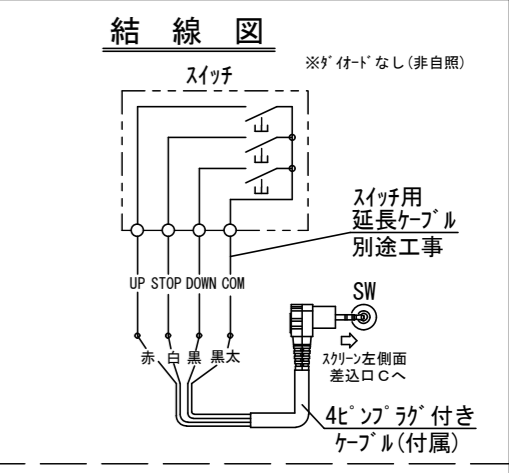 結線図
※ﾀﾞｲｵｰﾄﾞなし(非自照)
スイッチ
スイッチ用
延長ケーブル
別途工事
UP STOP DOWN COM
SW
赤 白 黒 黒太
スクリーン左側面
差込口Cへ
4ピンプラグ付き
ケーブル(付属)